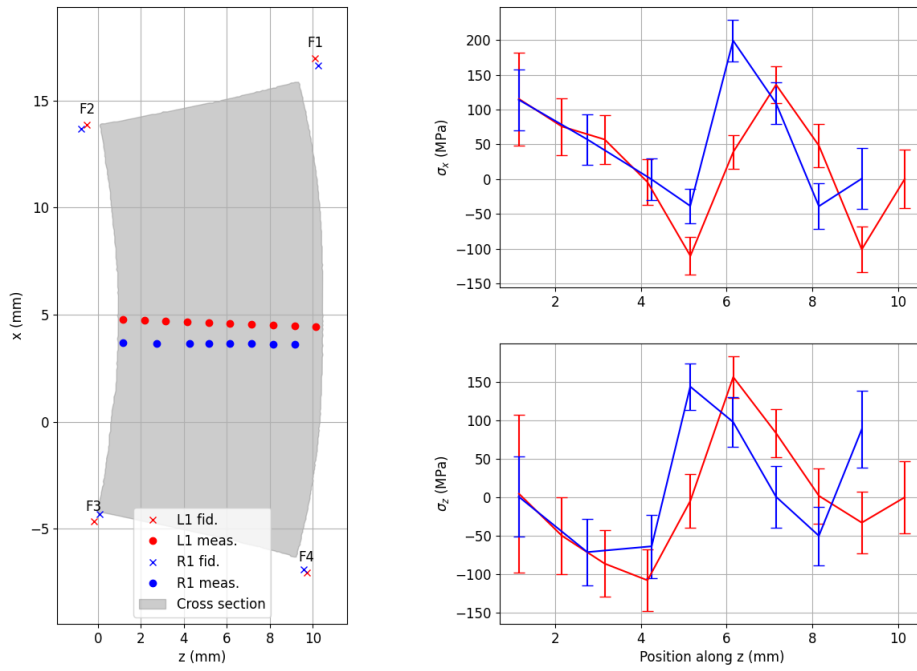 F1
F2
F3
F4
15
10
5
0
−5
x (mm)
0 2 4 6 8 10
z (mm)
L1 fid.
L1 meas.
R1 fid.
R1 meas.
Cross section
200
150
100
50
0
−50
−100
−150
σx (MPa)
2 4 6 8 10
150
100
50
0
−50
−100
−150
σz (MPa)
2 4 6 8 10
Position along z (mm)